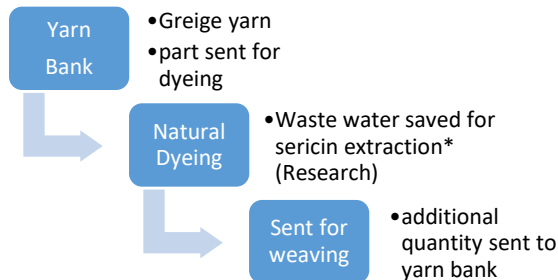 Yarn
Bank
•Greige yarn
•part sent for
dyeing
Natural
Dyeing
•Waste water saved for
sericin extraction*
(Research)
Sent for
weaving
•additional
quantity sent to
yarn bank